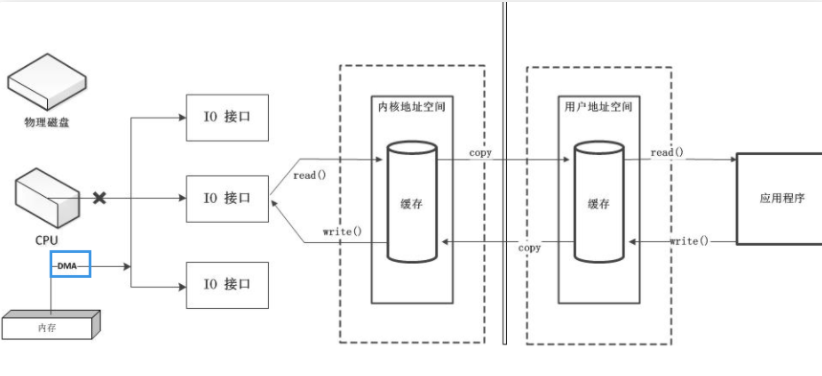 物理磁盘
CPU
DMA
内存
IO 接口
IO 接口
IO 接口
read()
write()
内核地址空间
缓存
copy
copy
用户地址空间
缓存
read()
write()
应用程序